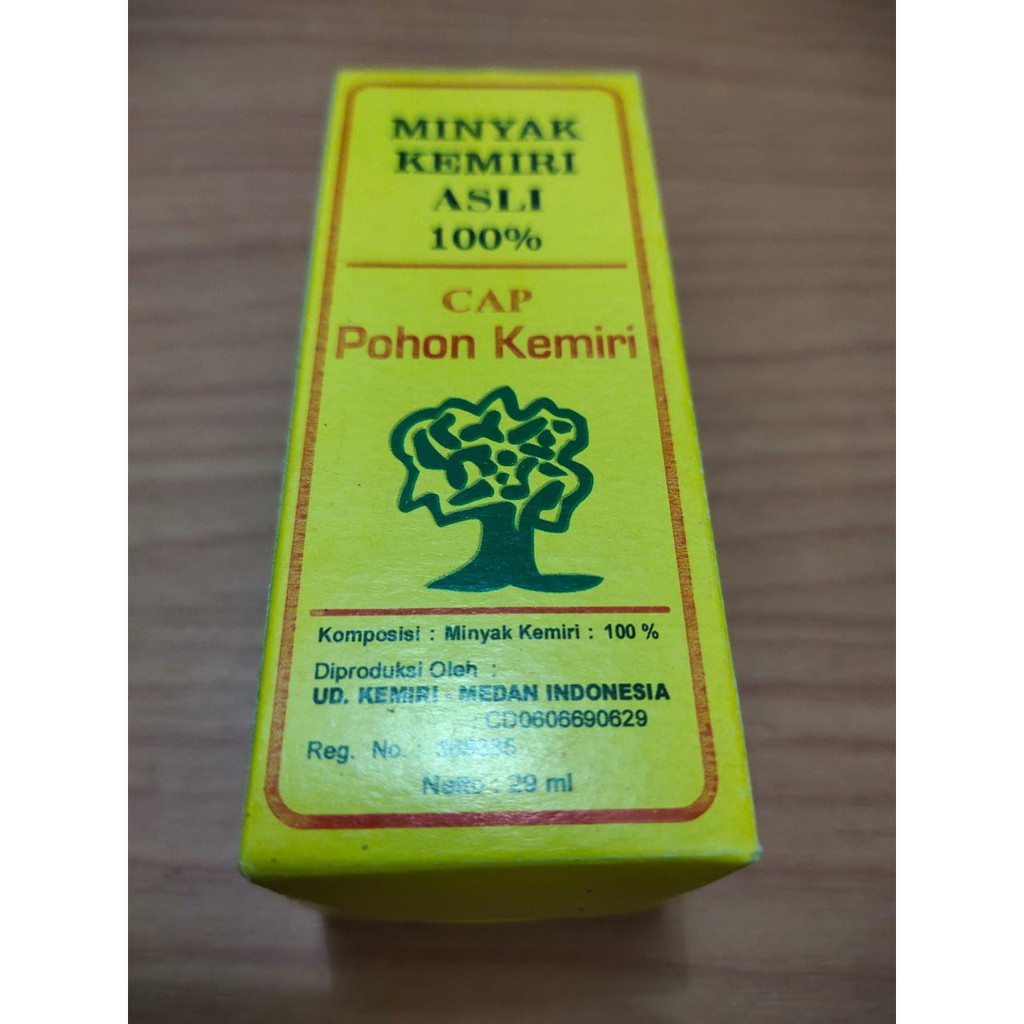 MINYAK
KEMIRI
ASLI
100%
CAP
Pohon Kemiri
Komposisi : Minyak Kemiri : 100 %
Diproduksi Oleh :
UD. KEMIRI - MEDAN INDONESIA
CD0606690629
Reg. No. :
Netto : 29 ml